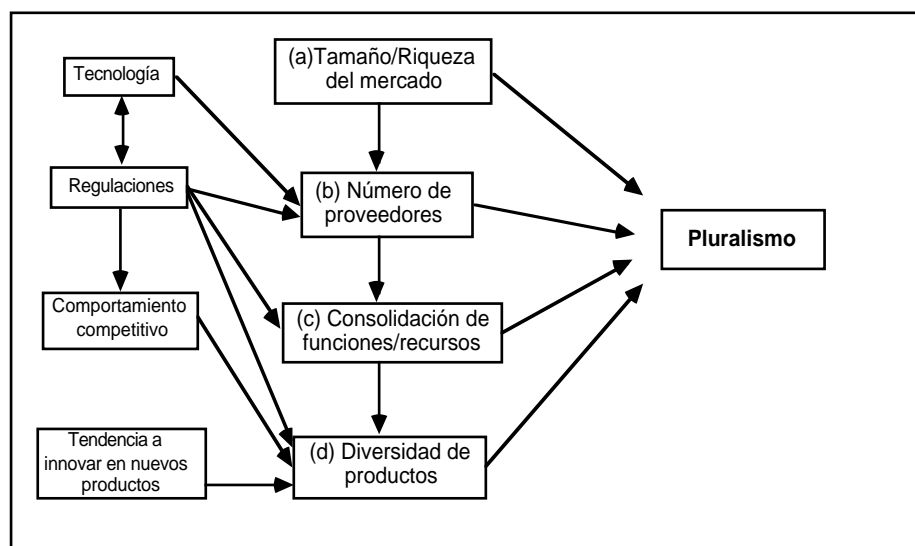 Tecnología
Regulaciones
Comportamiento
competitivo
Tendencia a
innovar en nuevos
productos
(a)Tamaño/Riqueza
del mercado
(b) Número de
proveedores
(c) Consolidación de
funciones/recursos
(d) Diversidad de
productos
Pluralismo